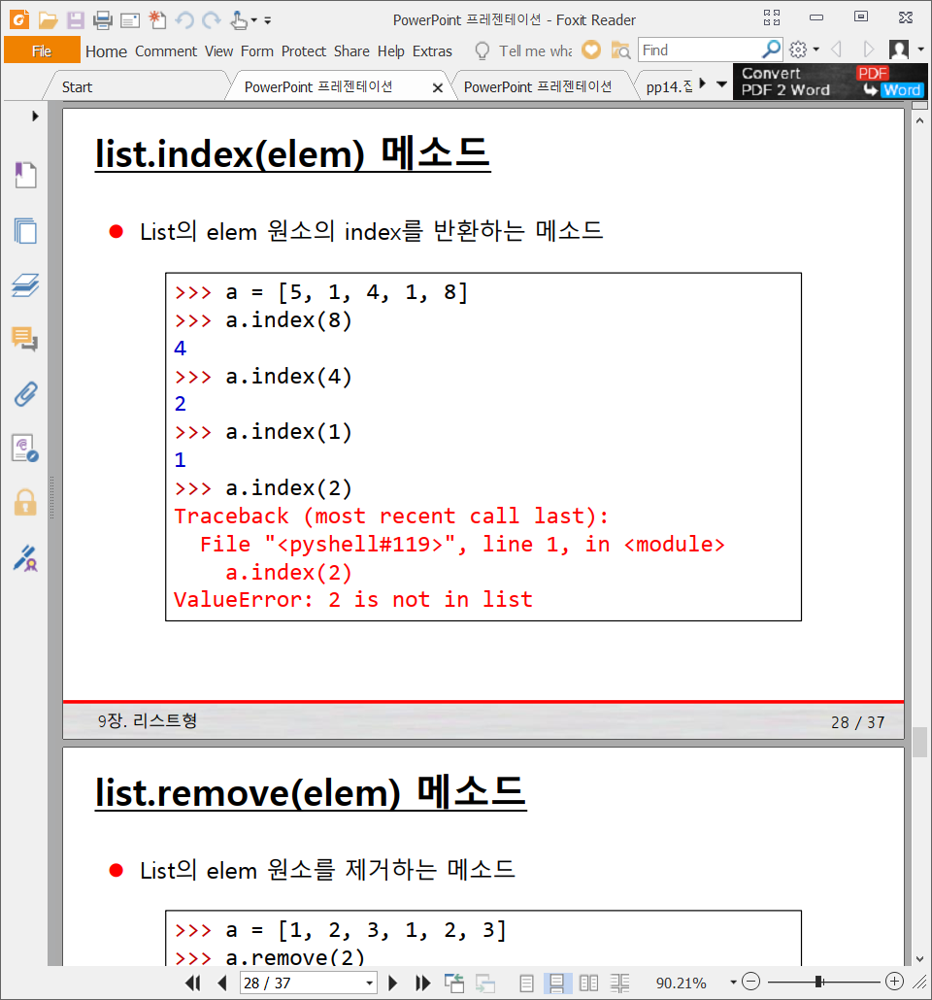 PowerPoint 프레젠테이션 - Foxit Reader
File Home Comment View Form Protect Share Help Extras Tell me wha Find
Start PowerPoint 프레젠테이션 PowerPoint 프레젠테이션 pp14.집
Convert PDF
PDF 2 Word Word
list.index(elem) 메소드
List의 elem 원소의 index를 반환하는 메소드
>>> a = [5, 1, 4, 1, 8]
>>> a.index(8)
4
>>> a.index(4)
2
>>> a.index(1)
1
>>> a.index(2)
Traceback (most recent call last):
  File "<pyshell#119>", line 1, in <module>
    a.index(2)
ValueError: 2 is not in list
9장. 리스트형 28 / 37
list.remove(elem) 메소드
List의 elem 원소를 제거하는 메소드
>>> a = [1, 2, 3, 1, 2, 3]
>>> a.remove(2)
28 / 37 90.21%